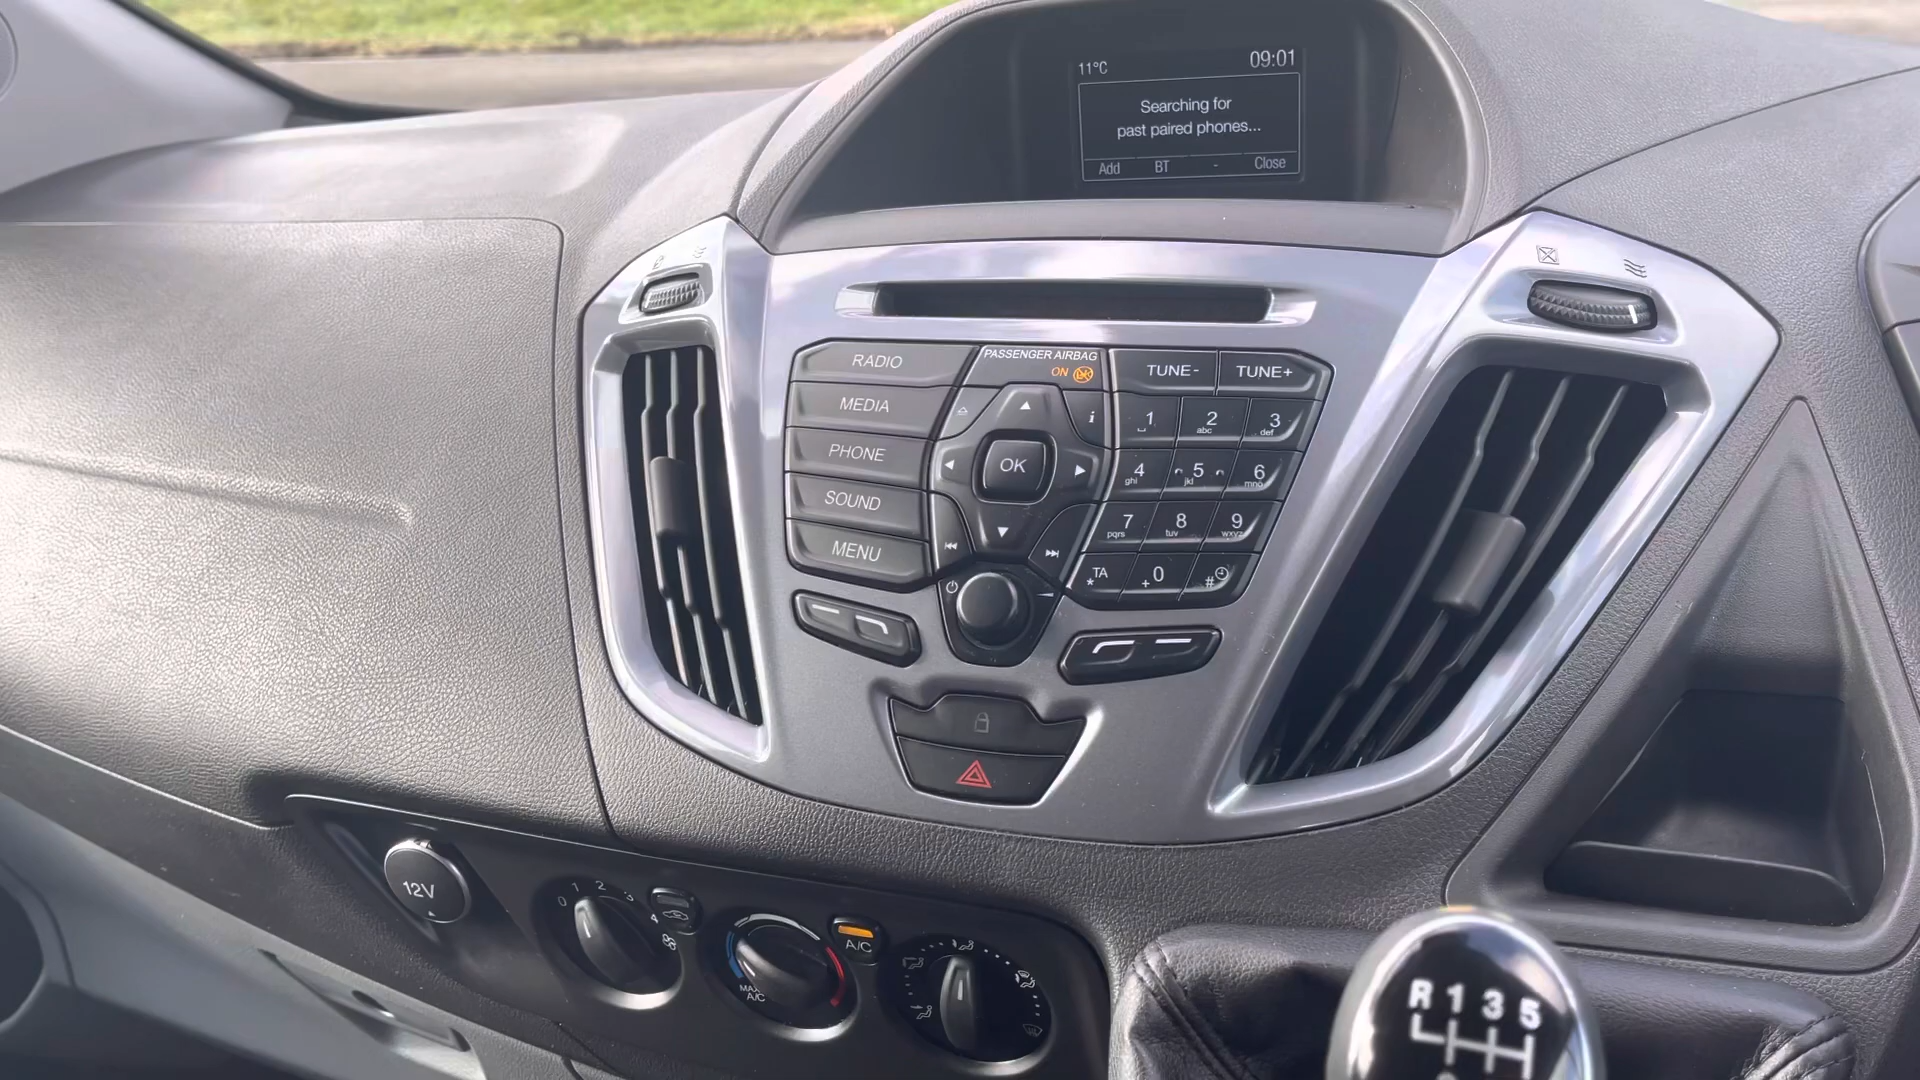 11°C 09:01
Searching for
past paired phones...
Add BT - Close
RADIO
MEDIA
PHONE
SOUND
MENU
PASSENGER AIRBAG
ON
TUNE- TUNE+
i
OK
1 2 abc 3 def
4 ghi 5 jkl 6 mno
7 pqrs 8 tuv 9 wxyz
TA * + 0 #
12V
0 1 2 3 4
MAX
A/C
A/C
R 1 3 5